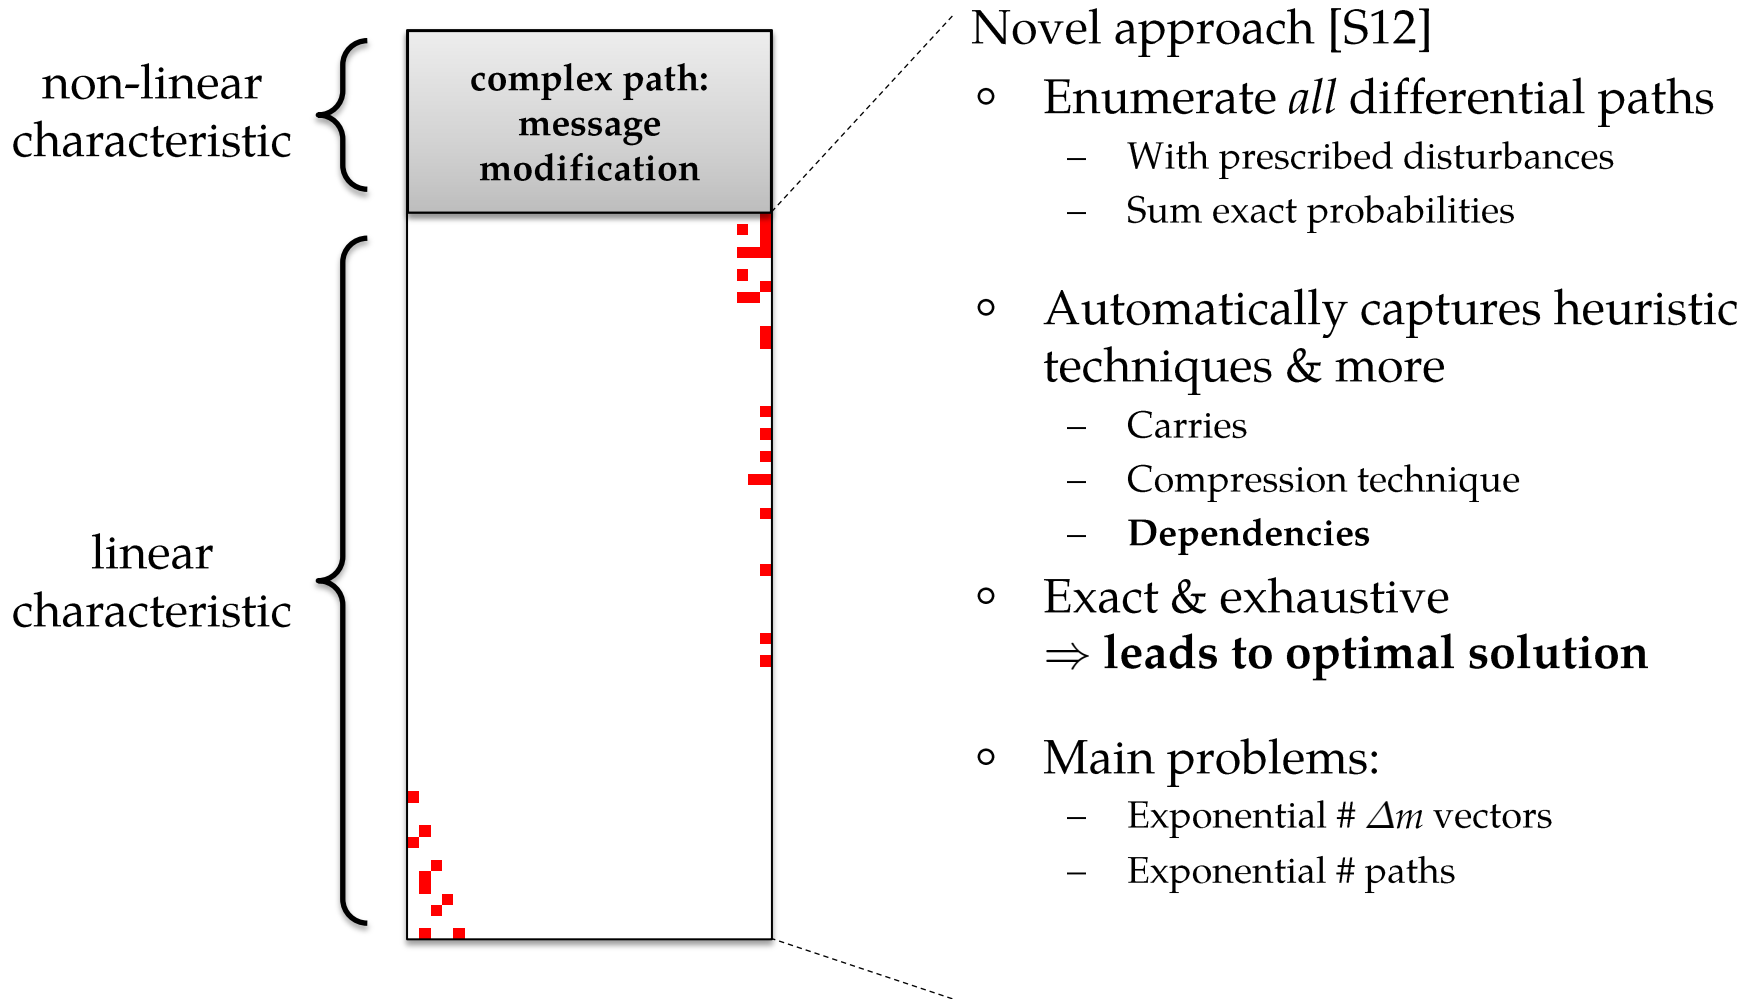 non-linear
characteristic
complex path:
message
modification
linear
characteristic
Novel approach [S12]
∘ Enumerate all differential paths
– With prescribed disturbances
– Sum exact probabilities
∘ Automatically captures heuristic
techniques & more
– Carries
– Compression technique
– Dependencies
∘ Exact & exhaustive
⇒ leads to optimal solution
∘ Main problems:
– Exponential # Δm vectors
– Exponential # paths